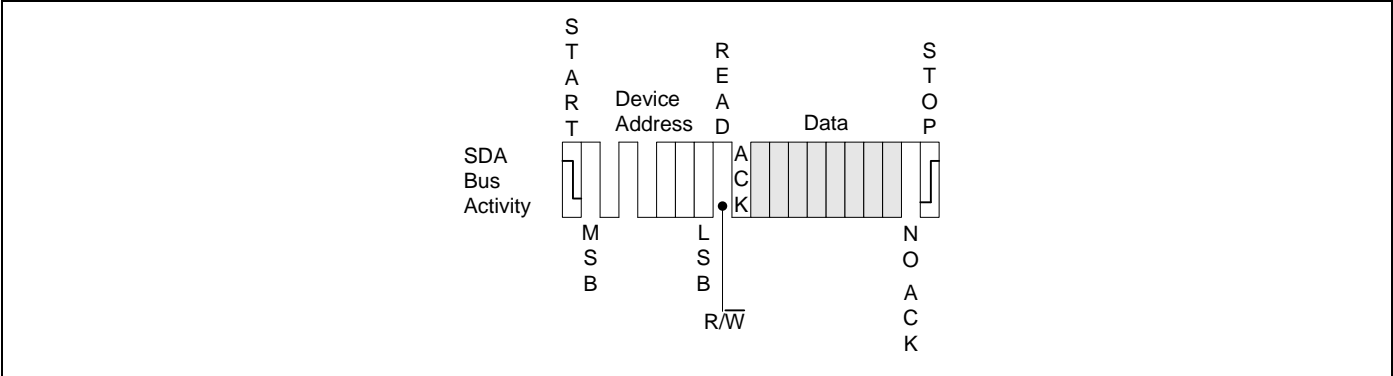 START
Device
Address
READ
Data
STOP
SDA
Bus
Activity
ACK
MSB
LSB
R/W̅
NO ACK